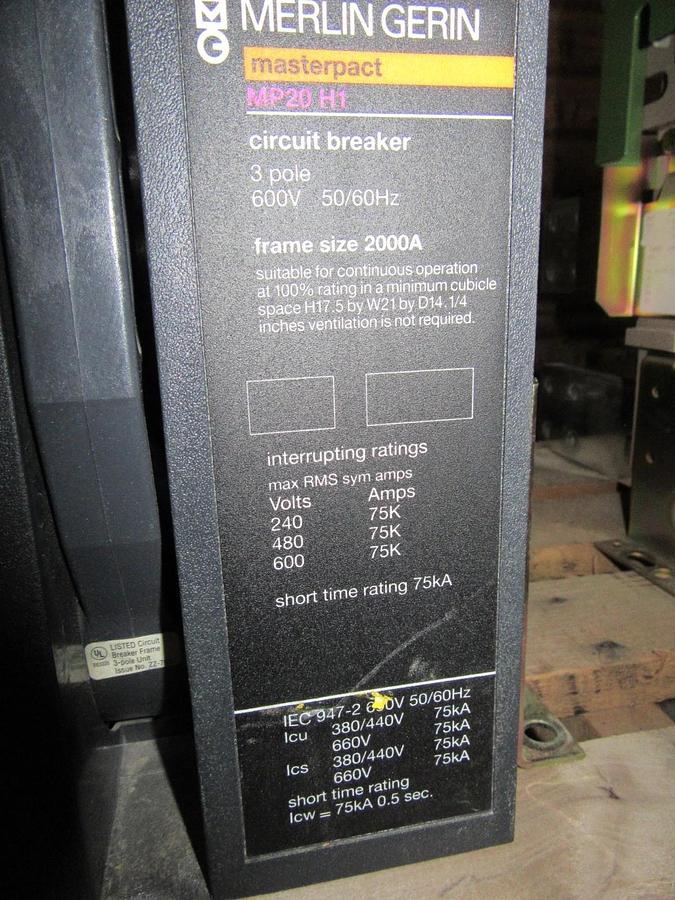 MG
MERLIN GERIN
masterpact
MP20 H1
circuit breaker
3 pole
600V 50/60Hz
frame size 2000A
suitable for continuous operation
at 100% rating in a minimum cubicle
space H17.5 by W21 by D14.1/4
inches ventilation is not required.
interrupting ratings
max RMS sym amps
Volts Amps
240 75K
480 75K
600 75K
short time rating 75kA
IEC 947-2 50/60Hz
Icu 380/440V 75kA
660V 75kA
Ics 380/440V 75kA
660V 75kA
short time rating
Icw = 75kA 0.5 sec.
UL LISTED Circuit
Breaker Frame
3-pole Unit
Issue No.